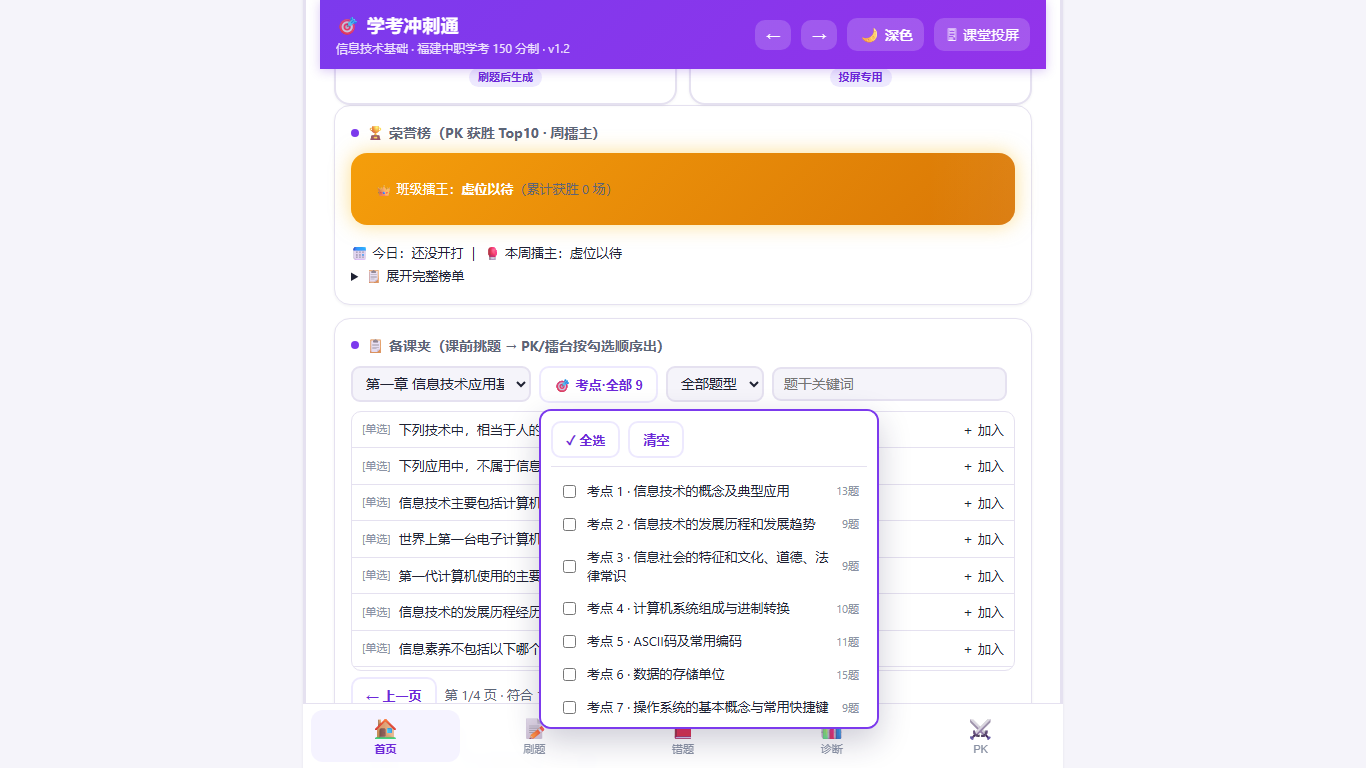 🎯 学考冲刺通
信息技术基础 · 福建中职学考 150 分制 · v1.2
← → 🌙 深色 课堂投屏
刷题后生成 投屏专用
🏆 荣誉榜（PK 获胜 Top10 · 周擂主）
班级擂王：虚位以待（累计获胜 0 场）
📅 今日：还没开打 | 🥊 本周擂主：虚位以待
▶ 📋 展开完整榜单
📋 备课夹（课前挑题 → PK/擂台按勾选顺序出）
第一章 信息技术应用基 🎯 考点·全部 9 全部题型 题干关键词
[单选] 下列技术中，相当于人的 + 加入
[单选] 下列应用中，不属于信息 + 加入
[单选] 信息技术主要包括计算机 + 加入
[单选] 世界上第一台电子计算机 + 加入
[单选] 第一代计算机使用的主要 + 加入
[单选] 信息技术的发展历程经历 + 加入
[单选] 信息素养不包括以下哪个 + 加入
✓ 全选 清空
考点 1 · 信息技术的概念及典型应用 13题
考点 2 · 信息技术的发展历程和发展趋势 9题
考点 3 · 信息社会的特征和文化、道德、法
律常识 9题
考点 4 · 计算机系统组成与进制转换 10题
考点 5 · ASCII码及常用编码 11题
考点 6 · 数据的存储单位 15题
考点 7 · 操作系统的基本概念与常用快捷键 9题
← 上一页 第 1/4 页 · 符合
首页 刷题 错题 诊断 PK